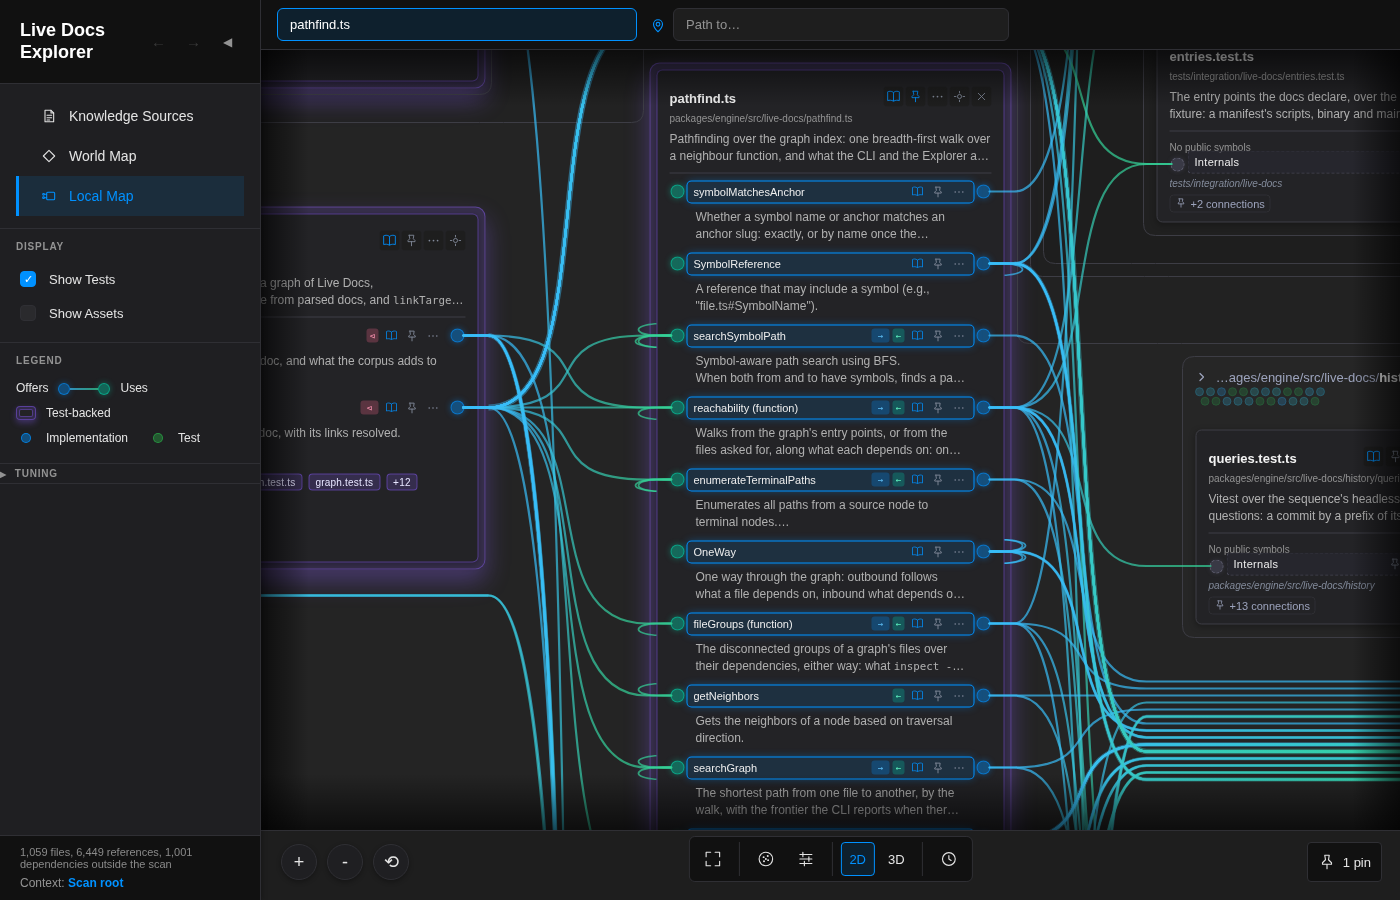 Live Docs
Explorer
← → ◀
Knowledge Sources
World Map
Local Map
DISPLAY
✓ Show Tests
Show Assets
LEGEND
Offers Uses
Test-backed
Implementation Test
▶ TUNING
1,059 files, 6,449 references, 1,001
dependencies outside the scan
Context: Scan root
pathfind.ts
Path to…
a graph of Live Docs,
e from parsed docs, and linkTarge…
doc, and what the corpus adds to
doc, with its links resolved.
.test.ts graph.test.ts +12
pathfind.ts
packages/engine/src/live-docs/pathfind.ts
Pathfinding over the graph index: one breadth-first walk over
a neighbour function, and what the CLI and the Explorer a…
symbolMatchesAnchor
Whether a symbol name or anchor matches an
anchor slug: exactly, or by name once the…
SymbolReference
A reference that may include a symbol (e.g.,
"file.ts#SymbolName").
searchSymbolPath → ←
Symbol-aware path search using BFS.
When both from and to have symbols, finds a pa…
reachability (function) → ←
Walks from the graph's entry points, or from the
files asked for, along what each depends on: on…
enumerateTerminalPaths → ←
Enumerates all paths from a source node to
terminal nodes.…
OneWay
One way through the graph: outbound follows
what a file depends on, inbound what depends o…
fileGroups (function) → ←
The disconnected groups of a graph's files over
their dependencies, either way: what inspect -…
getNeighbors ←
Gets the neighbors of a node based on traversal
direction.
searchGraph → ←
The shortest path from one file to another, by the
walk, with the frontier the CLI reports when ther…
entries.test.ts
tests/integration/live-docs/entries.test.ts
The entry points the docs declare, over the
fixture: a manifest's scripts, binary and mai
No public symbols
Internals
tests/integration/live-docs
+2 connections
…ages/engine/src/live-docs/hist
queries.test.ts
packages/engine/src/live-docs/history/queri
Vitest over the sequence's headless
questions: a commit by a prefix of its
No public symbols
Internals
packages/engine/src/live-docs/history
+13 connections
+ - ⟲
2D 3D
1 pin